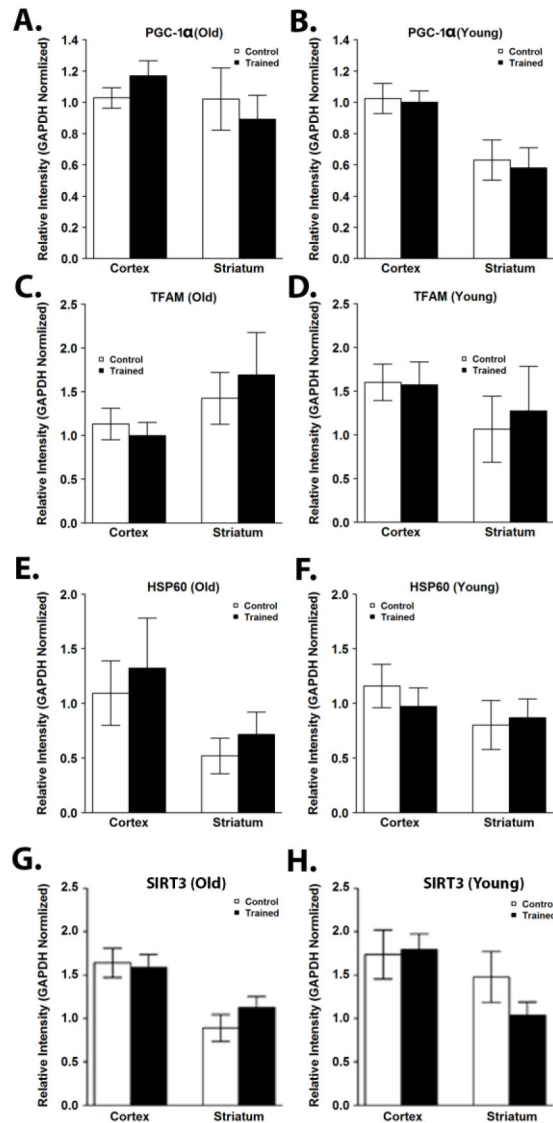 A.
PGC-1α(Old)
Control
Trained
Relative Intensity (GAPDH Normlized)
1.4
1.2
1.0
0.8
0.6
0.4
1.2
0.0
Cortex Striatum
B.
PGC-1α(Young)
Control
Trained
Relative Intensity (GAPDH Normlized)
1.4
1.2
1.0
0.8
0.6
0.4
1.2
0.0
Cortex Striatum
C.
TFAM (Old)
Control
Trained
Relative Intensity (GAPDH Normlized)
2.5
2.0
1.5
1.0
0.5
0.0
Cortex Striatum
D.
TFAM (Young)
Control
Trained
Relative Intensity (GAPDH Normlized)
2.5
2.0
1.5
1.0
0.5
0.0
Cortex Striatum
E.
HSP60 (Old)
Control
Trained
Relative Intensity (GAPDH Normlized)
2.0
1.5
1.0
0.5
0.0
Cortex Striatum
F.
HSP60 (Young)
Control
Trained
Relative Intensity (GAPDH Normlized)
2.0
1.5
1.0
0.5
0.0
Cortex Striatum
G.
SIRT3 (Old)
Control
Trained
Relative Intensity (GAPDH Normlized)
2.5
2.0
1.5
1.0
0.5
0.0
Cortex Striatum
H.
SIRT3 (Young)
Control
Trained
Relative Intensity (GAPDH Normlized)
2.5
2.0
1.5
1.0
0.5
0.0
Cortex Striatum